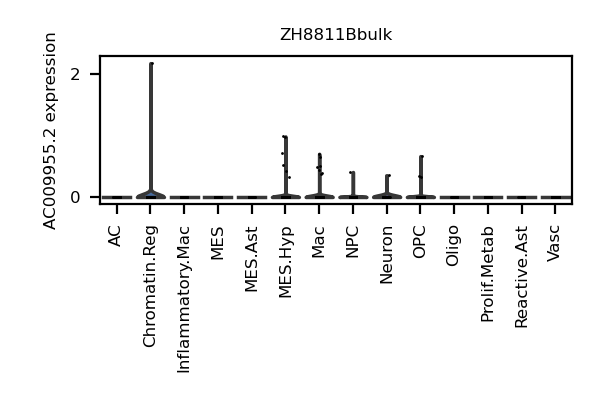 ZH8811Bbulk
AC009955.2 expression
2
0
AC
Chromatin.Reg
Inflammatory.Mac
MES
MES.Ast
MES.Hyp
Mac
NPC
Neuron
OPC
Oligo
Prolif.Metab
Reactive.Ast
Vasc